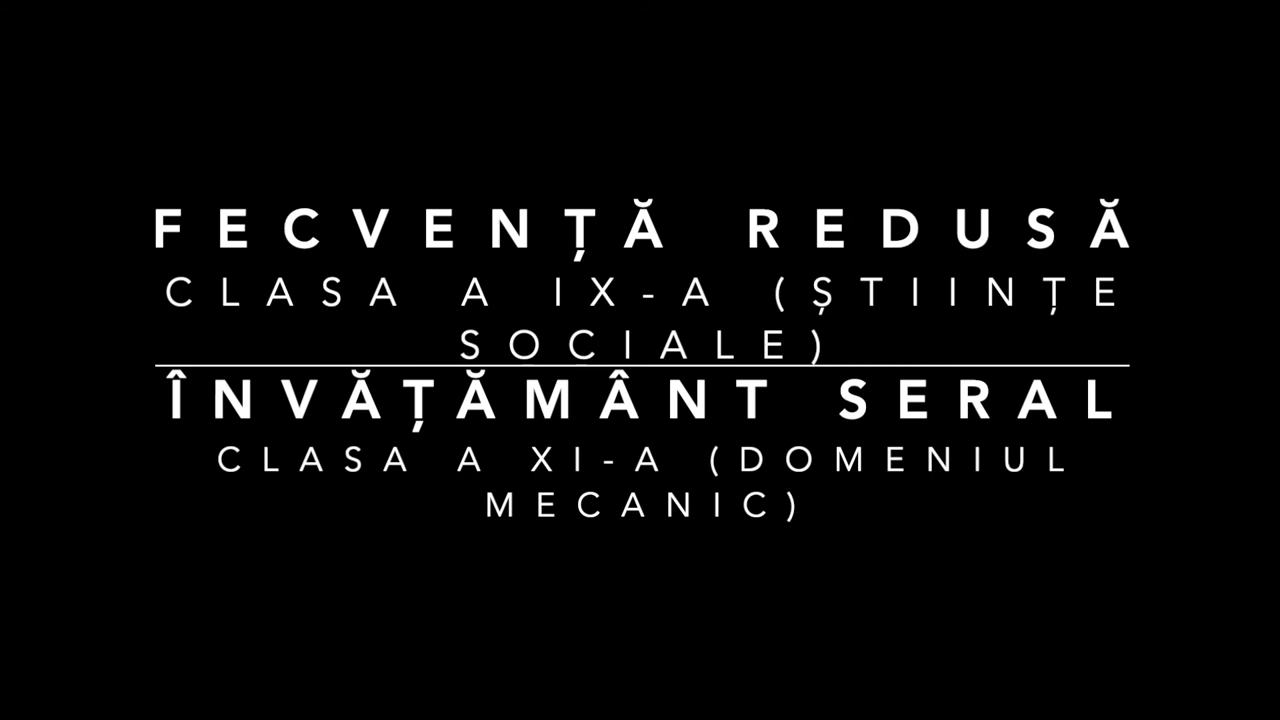 FECVENȚĂ REDUSĂ
CLASA A IX-A (ȘTIINȚE
SOCIALE)
ÎNVĂȚĂMÂNT SERAL
CLASA A XI-A (DOMENIUL
MECANIC)